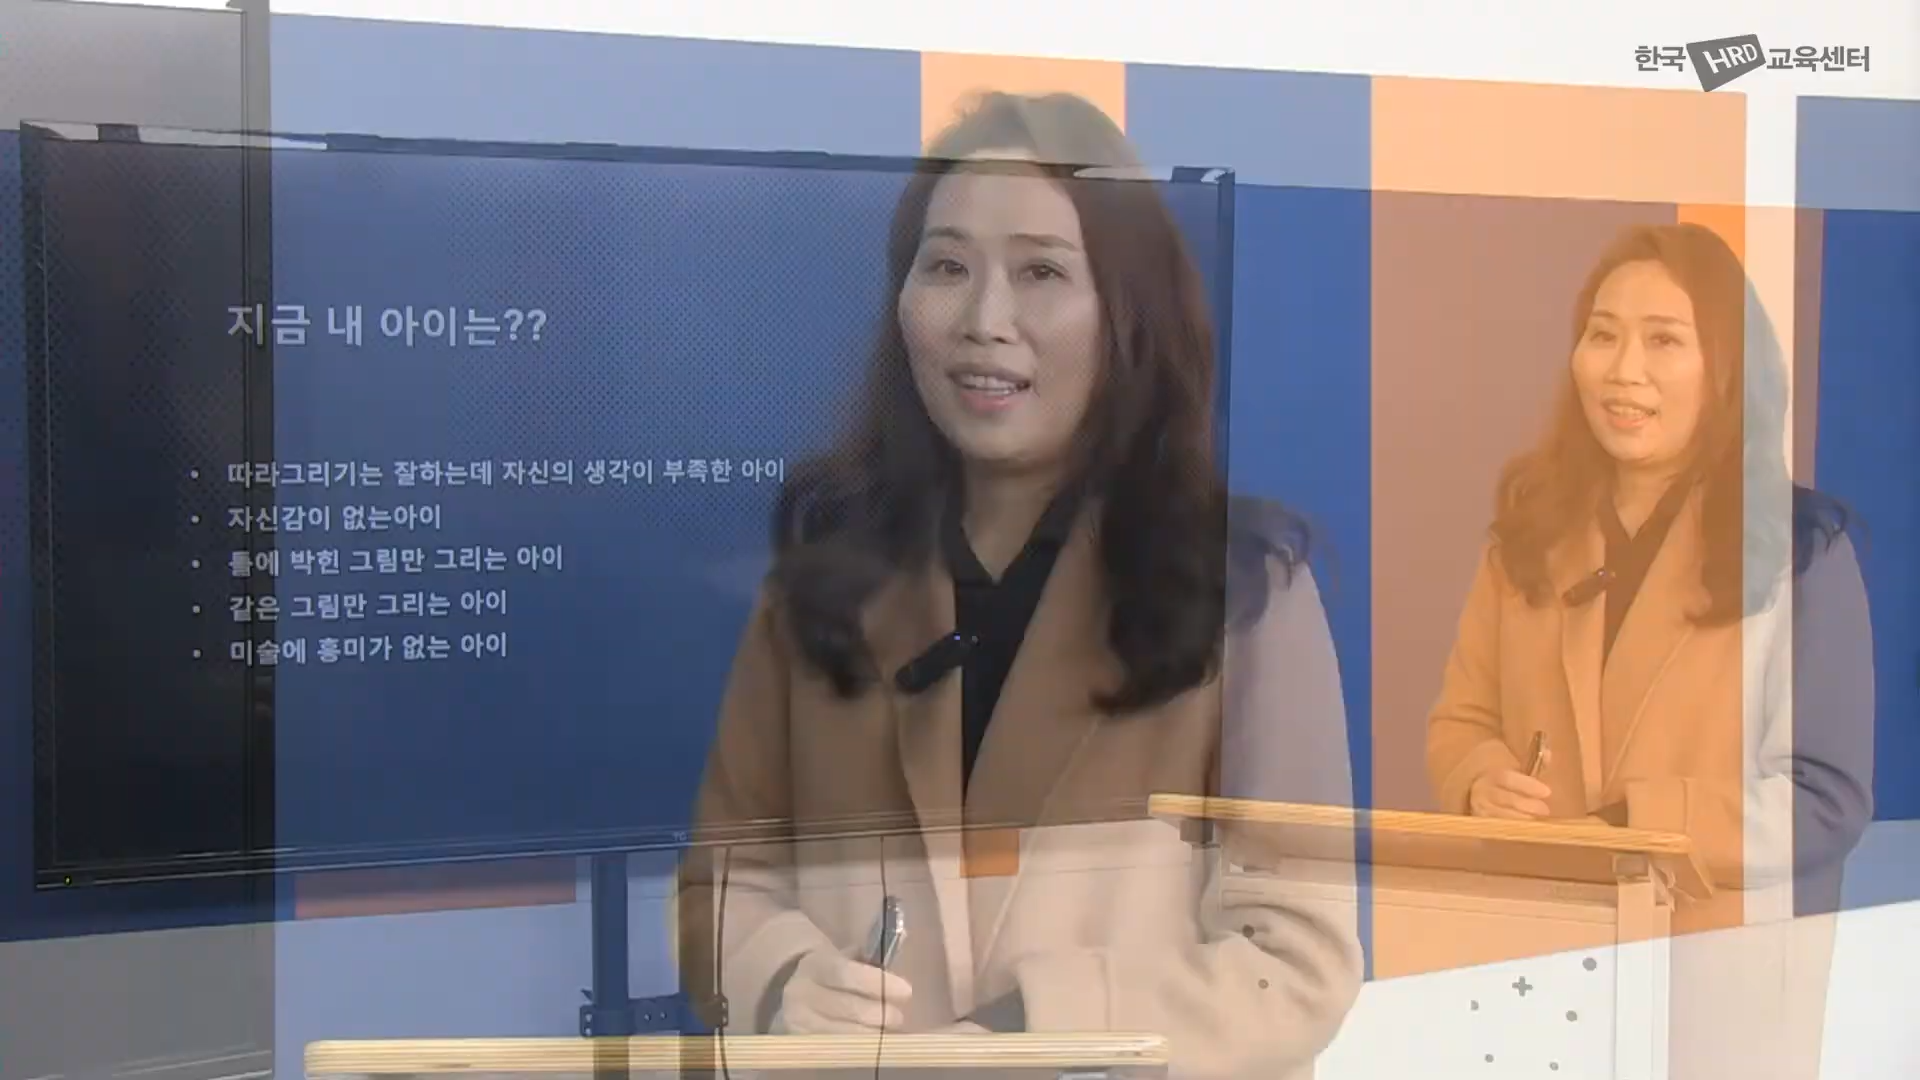 한국 HRD 교육센터
지금 내 아이는??
• 따라그리기는 잘하는데 자신의 생각이 부족한 아이
• 자신감이 없는아이
• 틀에 박힌 그림만 그리는 아이
• 같은 그림만 그리는 아이
• 미술에 흥미가 없는 아이